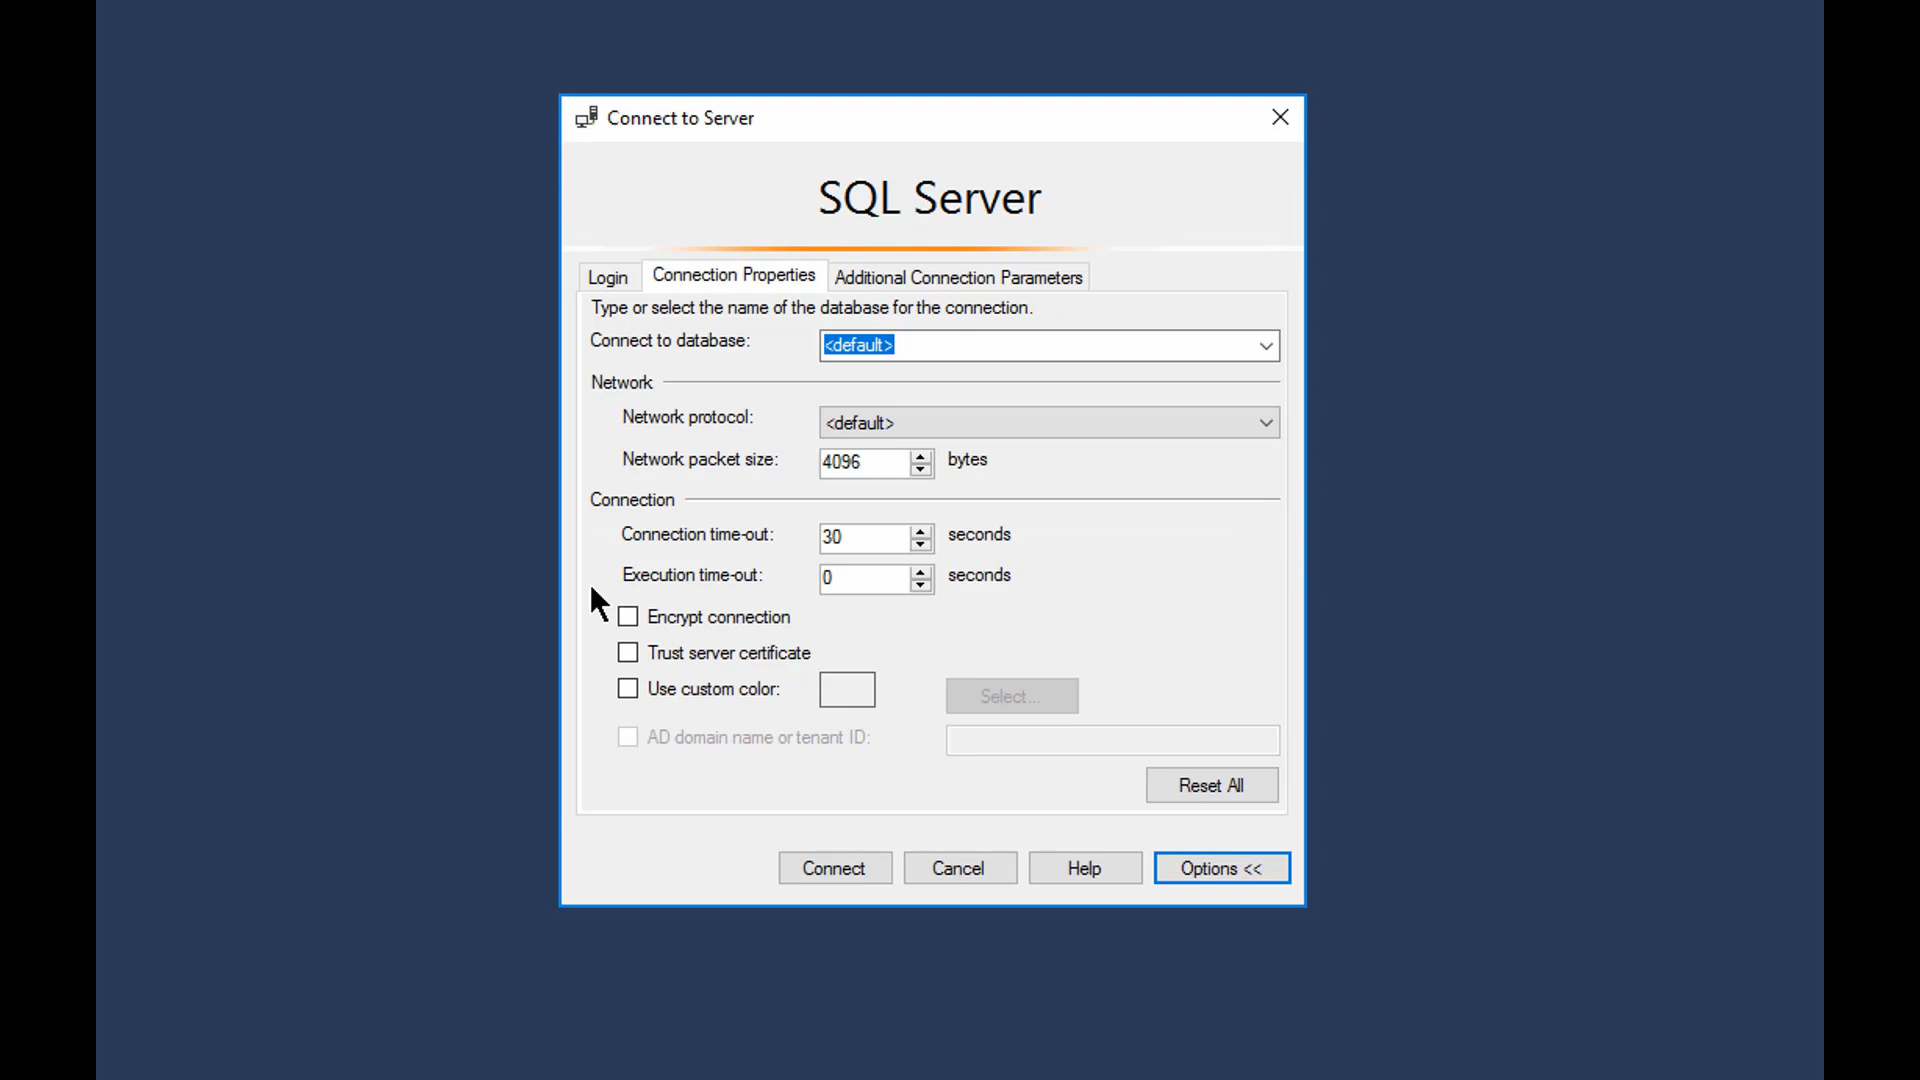 Connect to Server
SQL Server
Login Connection Properties Additional Connection Parameters
Type or select the name of the database for the connection.
Connect to database: <default>
Network
Network protocol: <default>
Network packet size: 4096 bytes
Connection
Connection time-out: 30 seconds
Execution time-out: 0 seconds
Encrypt connection
Trust server certificate
Use custom color: Select...
AD domain name or tenant ID:
Reset All
Connect Cancel Help Options <<